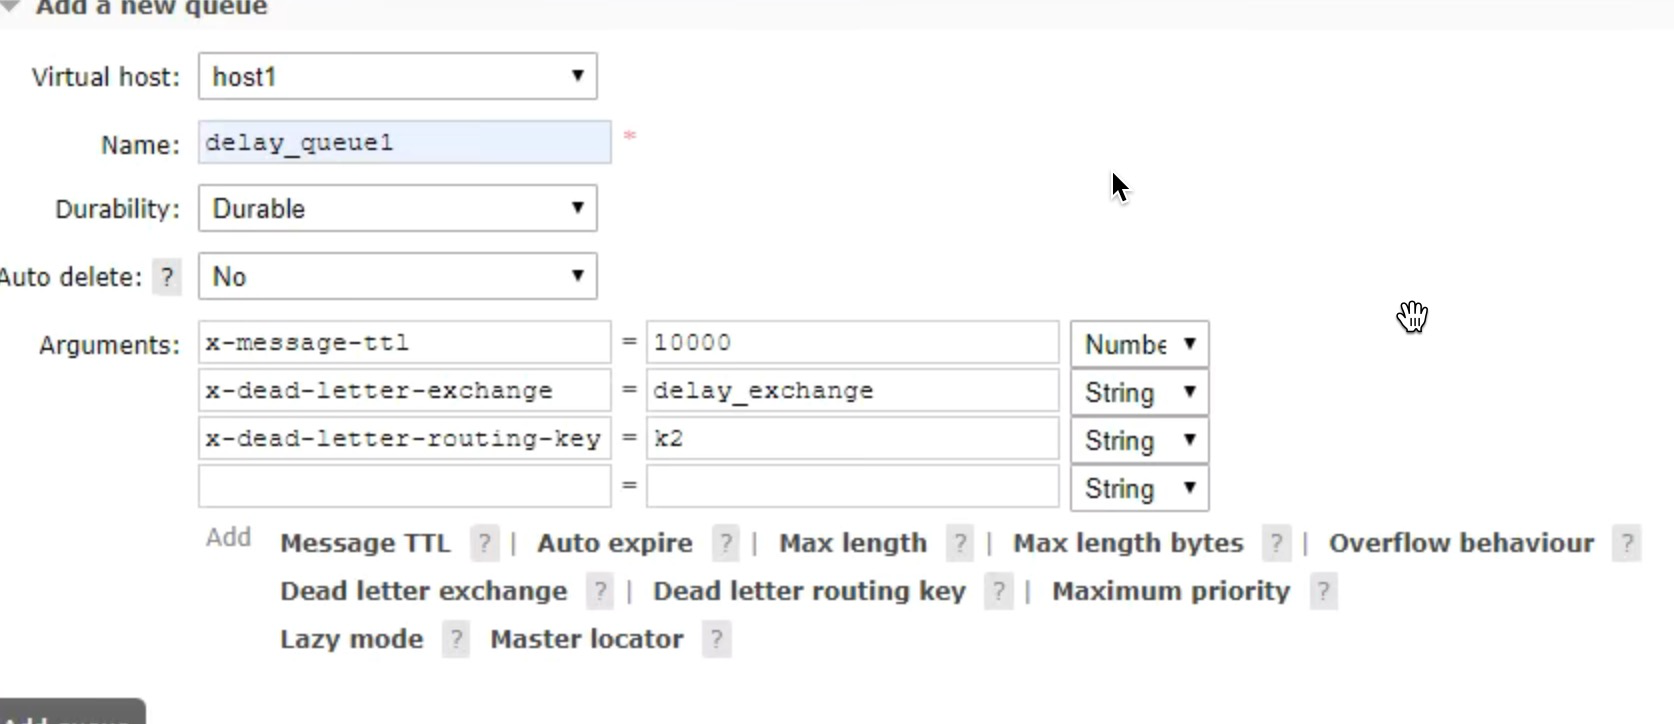 Add a new queue
Virtual host: host1
Name: delay_queue1 *
Durability: Durable
Auto delete: ? No
Arguments: x-message-ttl = 10000 Numbe
x-dead-letter-exchange = delay_exchange String
x-dead-letter-routing-key = k2 String
= String
Add Message TTL ? | Auto expire ? | Max length ? | Max length bytes ? | Overflow behaviour ?
Dead letter exchange ? | Dead letter routing key ? | Maximum priority ?
Lazy mode ? Master locator ?